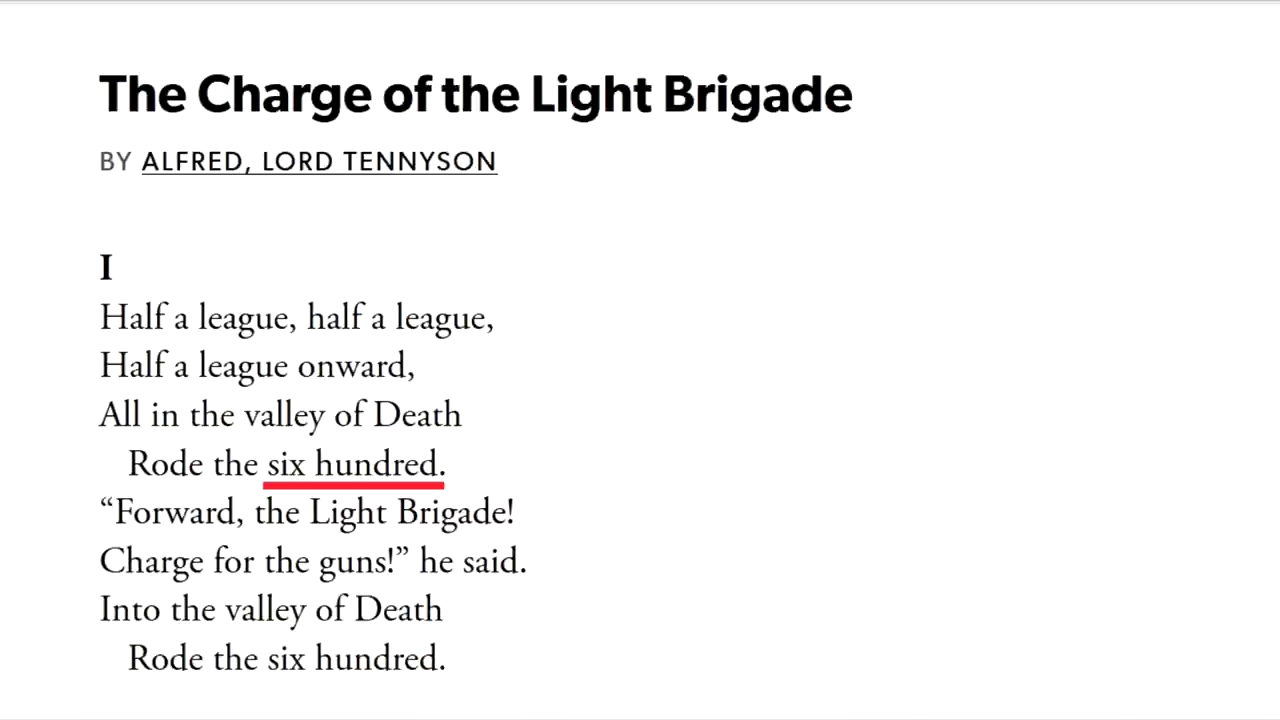 The Charge of the Light Brigade
BY ALFRED, LORD TENNYSON
I
Half a league, half a league,
Half a league onward,
All in the valley of Death
Rode the six hundred.
“Forward, the Light Brigade!
Charge for the guns!” he said.
Into the valley of Death
Rode the six hundred.